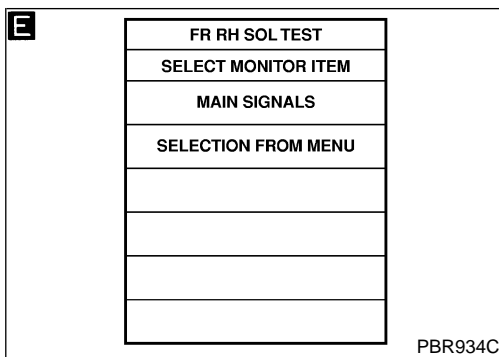 E
FR RH SOL TEST
SELECT MONITOR ITEM
MAIN SIGNALS
SELECTION FROM MENU
PBR934C